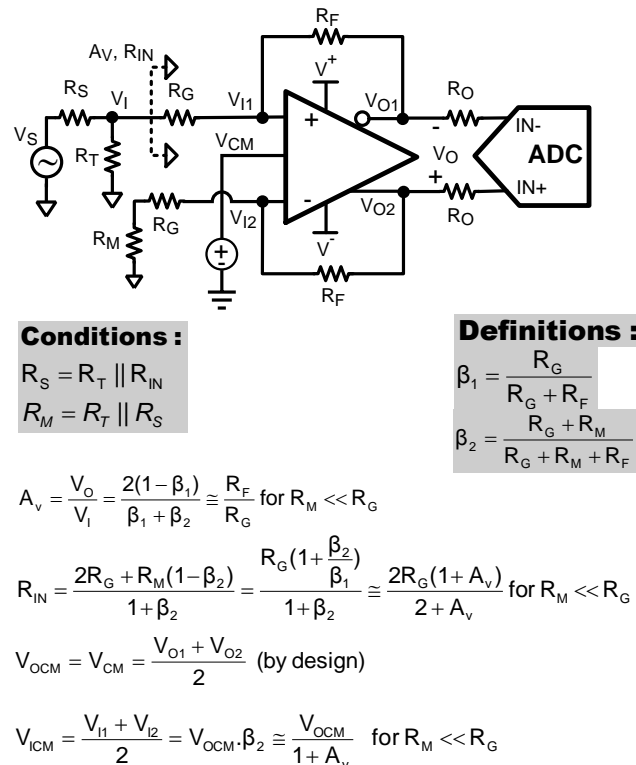 R_F
A_V, R_IN
V^+
R_S V_I R_G V_I1 V_O1 R_O
V_S + - IN-
V_CM V_O ADC
R_T
- + IN+
R_G V_I2 V_O2 R_O
R_M V^-
+
-
R_F
Conditions :
R_S = R_T || R_IN
R_M = R_T || R_S
Definitions :
β_1 = R_G / (R_G + R_F)
β_2 = (R_G + R_M) / (R_G + R_M + R_F)
A_v = V_O / V_I = 2(1 - β_1) / (β_1 + β_2) ≅ R_F / R_G for R_M << R_G
R_IN = (2R_G + R_M(1 - β_2)) / (1 + β_2) = R_G(1 + β_2 / β_1) / (1 + β_2) ≅ 2R_G(1 + A_v) / (2 + A_v) for R_M << R_G
V_OCM = V_CM = (V_O1 + V_O2) / 2 (by design)
V_ICM = (V_I1 + V_I2) / 2 = V_OCM.β_2 ≅ V_OCM / (1 + A_v) for R_M << R_G